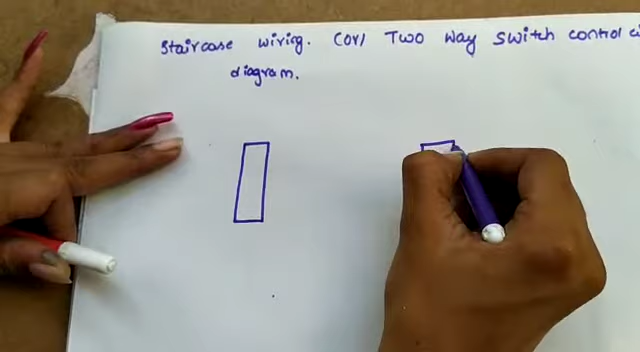 Staircase wiring. (or) Two Way Switch control
diagram.